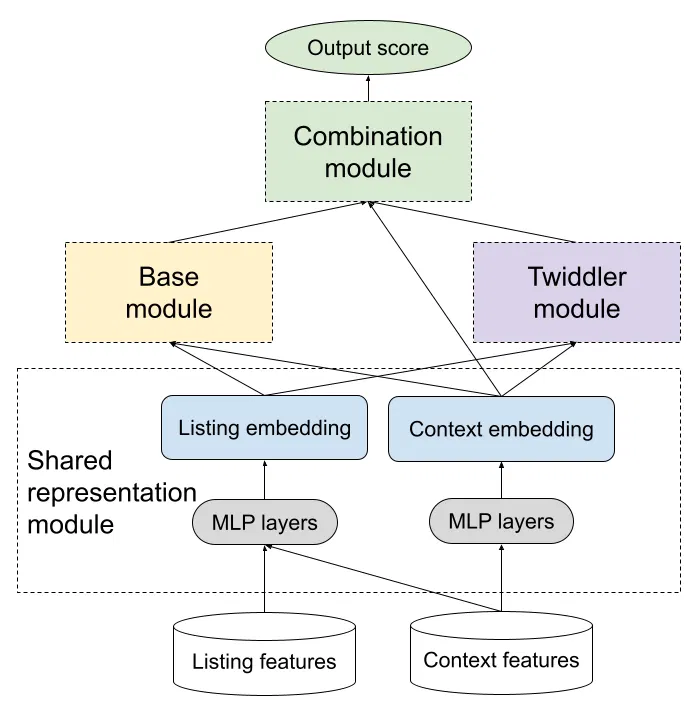 Output score
Combination
module
Base
module
Twiddler
module
Listing embedding
Context embedding
Shared
representation
module
MLP layers
MLP layers
Listing features
Context features